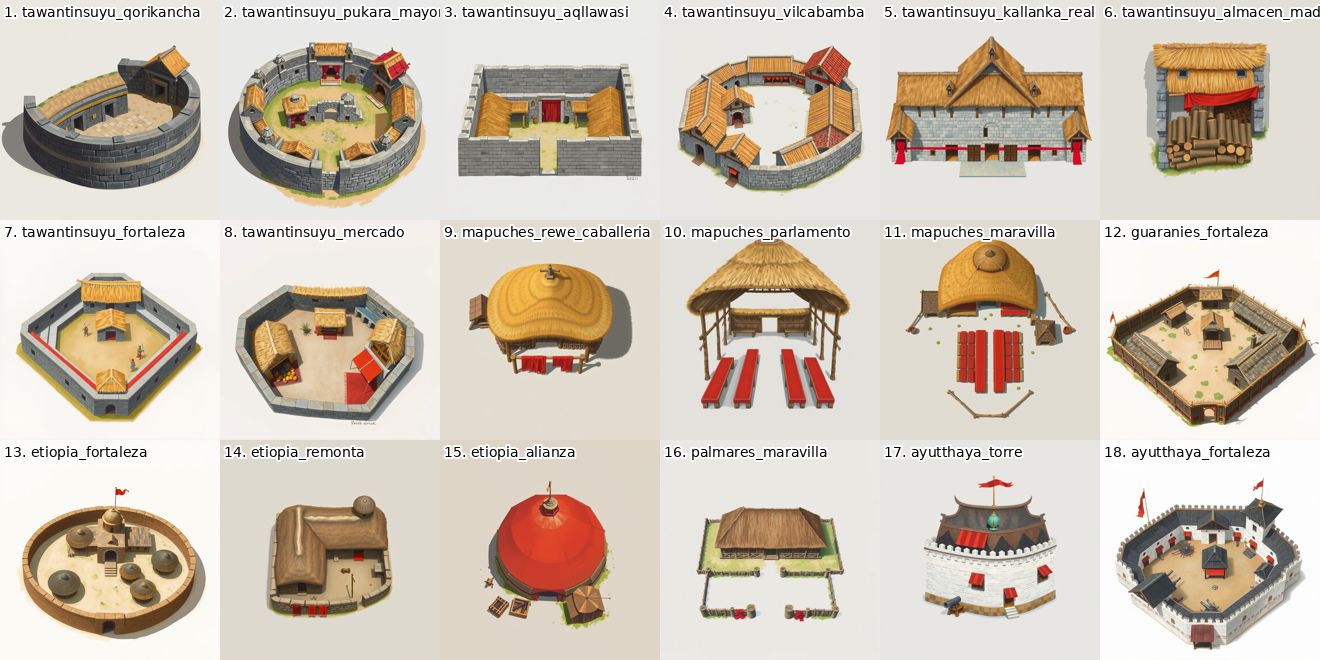 1. tawantinsuyu_qorikancha
2. tawantinsuyu_pukara_mayor
3. tawantinsuyu_aqllawasi
4. tawantinsuyu_vilcabamba
5. tawantinsuyu_kallanka_real
6. tawantinsuyu_almacen_mad
7. tawantinsuyu_fortaleza
8. tawantinsuyu_mercado
9. mapuches_rewe_caballeria
10. mapuches_parlamento
11. mapuches_maravilla
12. guaranies_fortaleza
13. etiopia_fortaleza
14. etiopia_remonta
15. etiopia_alianza
16. palmares_maravilla
17. ayutthaya_torre
18. ayutthaya_fortaleza